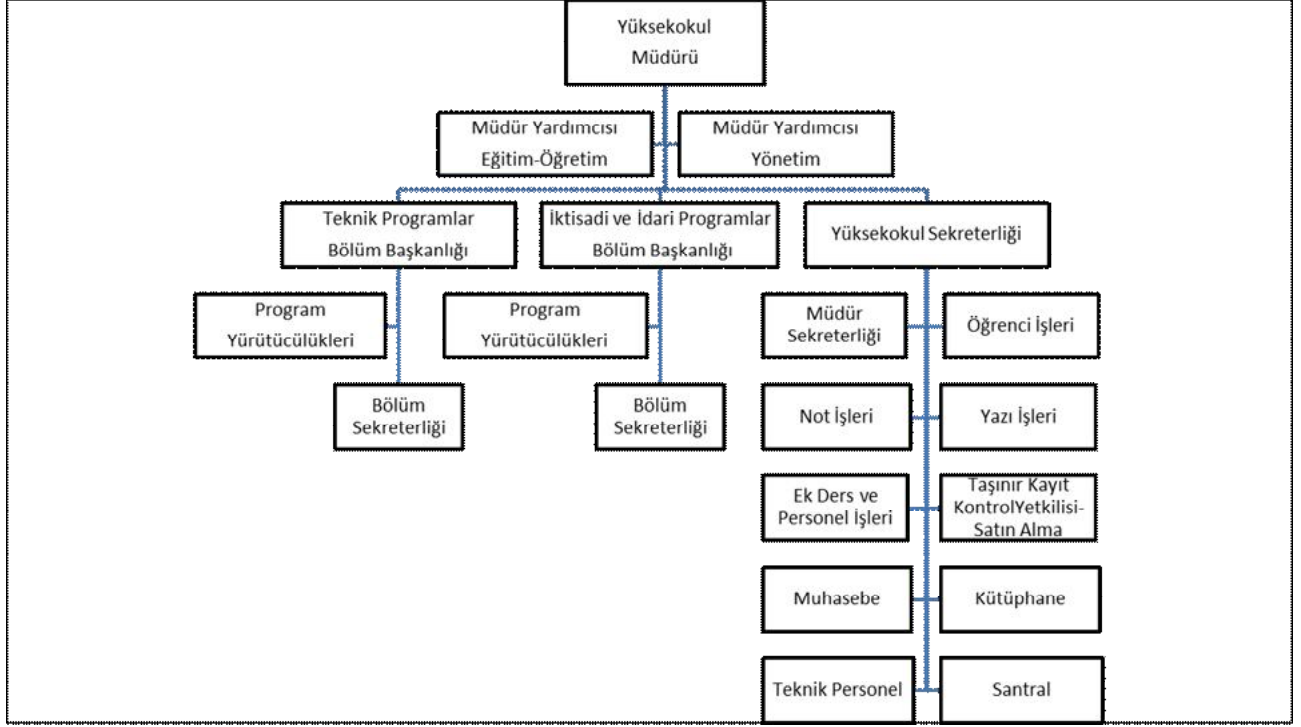 Yüksekokul
Müdürü
Müdür Yardımcısı
Eğitim-Öğretim
Müdür Yardımcısı
Yönetim
Teknik Programlar
Bölüm Başkanlığı
İktisadi ve İdari Programlar
Bölüm Başkanlığı
Yüksekokul Sekreterliği
Program
Yürütücülükleri
Program
Yürütücülükleri
Müdür
Sekreterliği
Öğrenci İşleri
Bölüm
Sekreterliği
Bölüm
Sekreterliği
Not İşleri
Yazı İşleri
Ek Ders ve
Personel İşleri
Taşınır Kayıt
KontrolYetkilisi-
Satın Alma
Muhasebe
Kütüphane
Teknik Personel
Santral